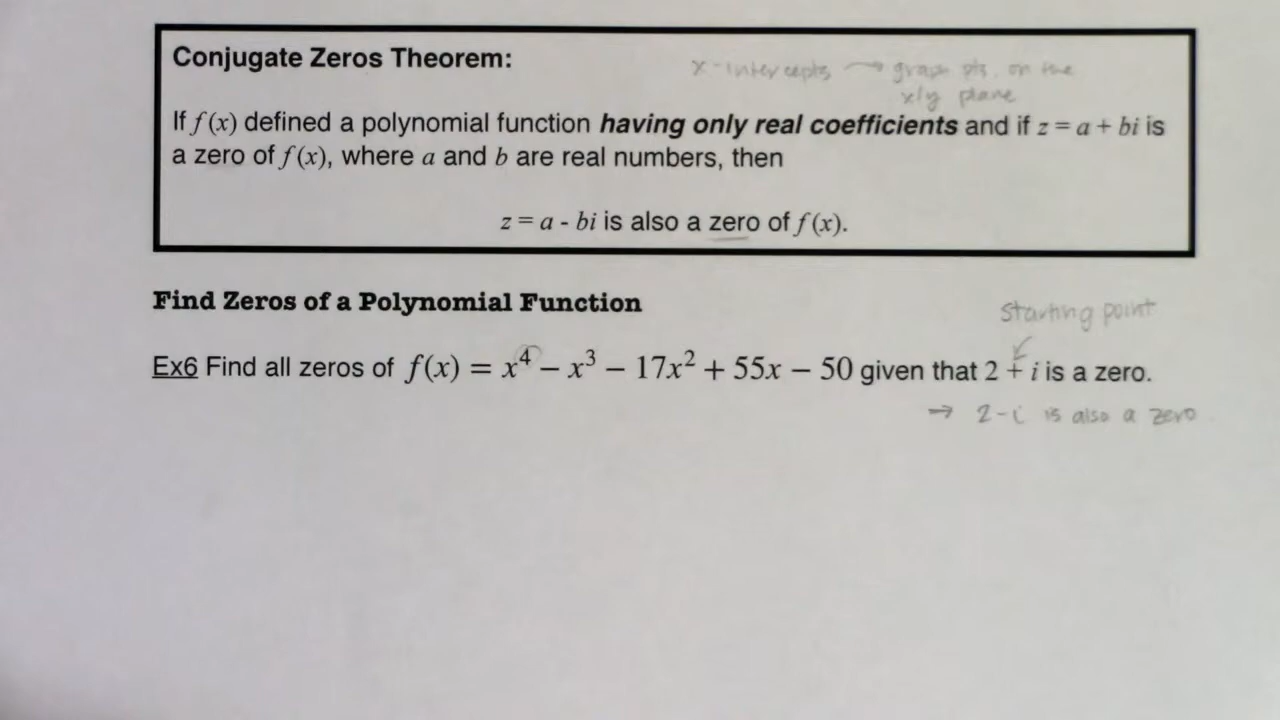 Conjugate Zeros Theorem:
x-intercepts → graph pts. on the
x/y plane
If f(x) defined a polynomial function having only real coefficients and if z = a + bi is
a zero of f(x), where a and b are real numbers, then
z = a - bi is also a zero of f(x).
Find Zeros of a Polynomial Function
starting point
Ex6 Find all zeros of f(x) = x⁴ − x³ − 17x² + 55x − 50 given that 2 + i is a zero.
→ 2-i is also a zero